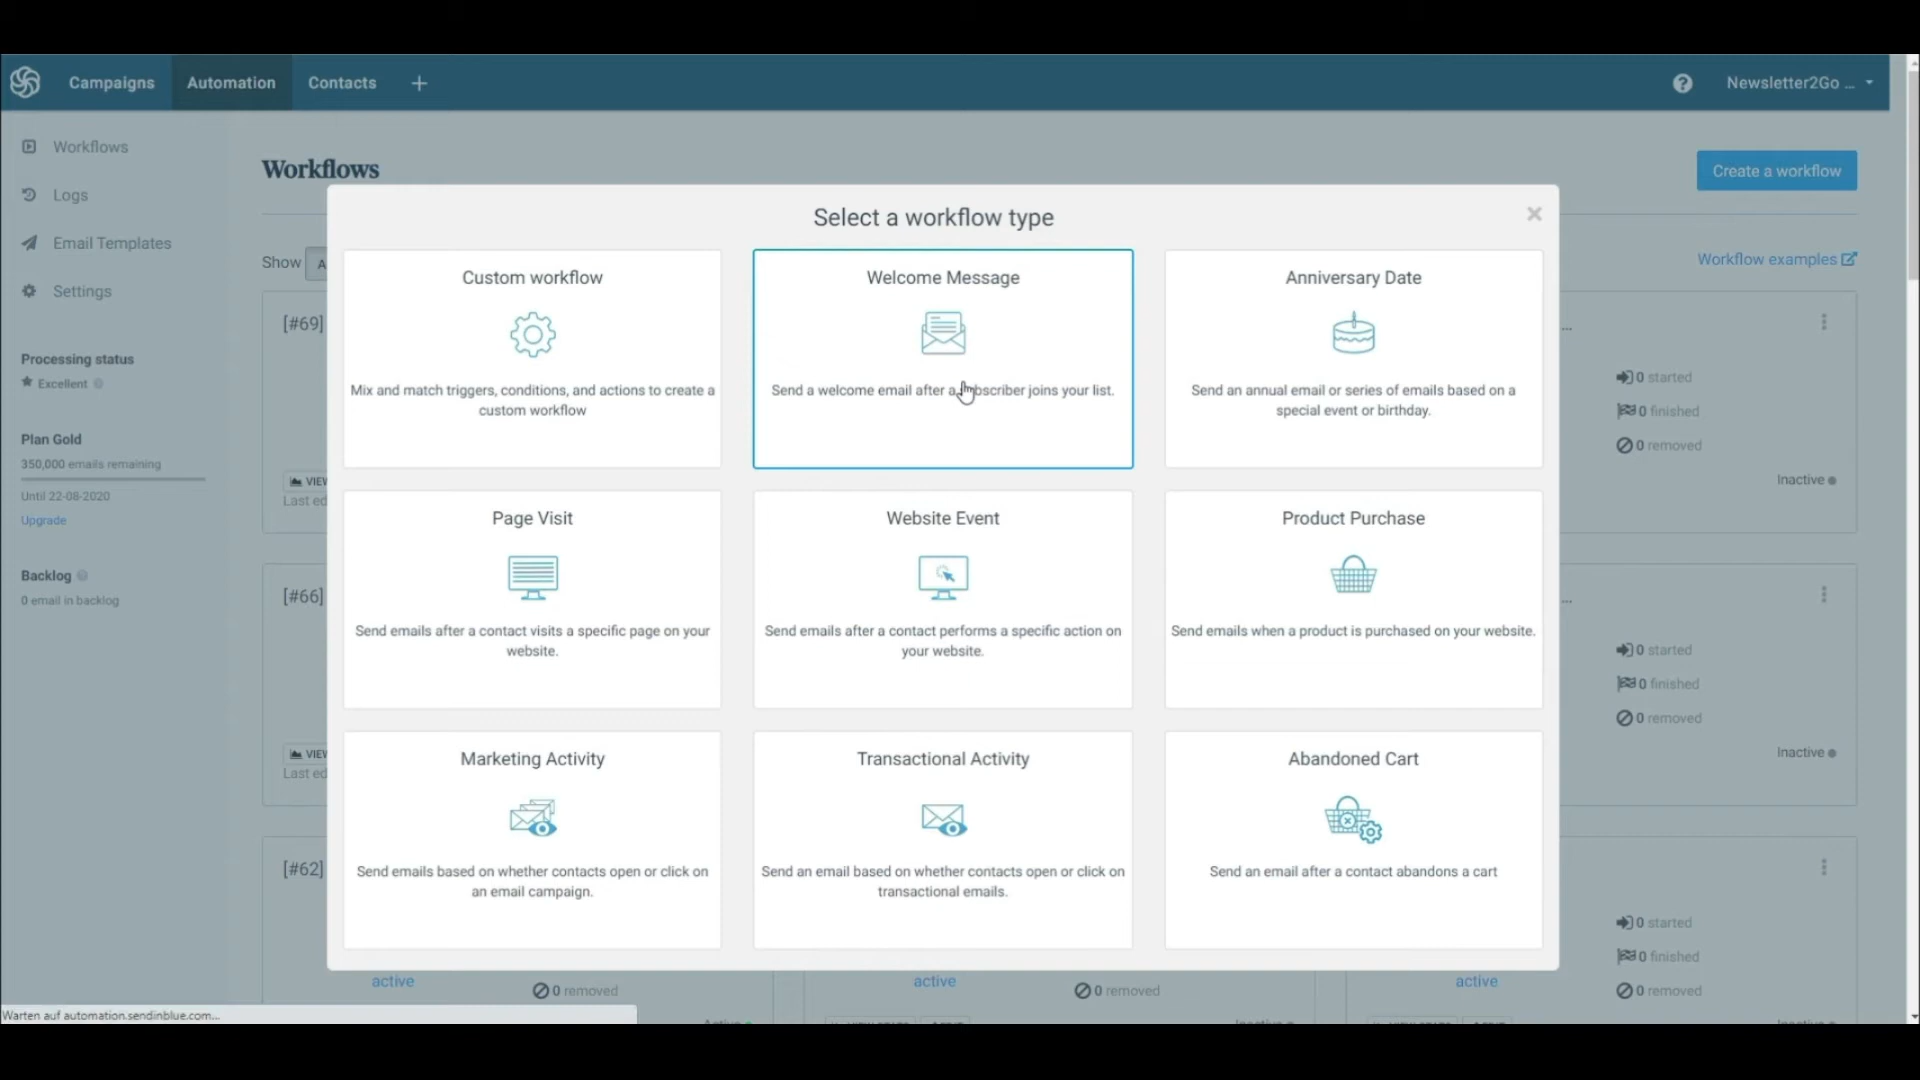 Campaigns
Automation
Contacts
Newsletter2Go ...
Workflows
Logs
Email Templates
Settings
Processing status
Excellent
Plan Gold
350,000 emails remaining
Until 22-08-2020
Upgrade
Backlog
0 email in backlog
Workflows
Create a workflow
Show
Workflow examples
Select a workflow type
Custom workflow
Mix and match triggers, conditions, and actions to create a
custom workflow
Welcome Message
Send a welcome email after a subscriber joins your list.
Anniversary Date
Send an annual email or series of emails based on a
special event or birthday.
Page Visit
Send emails after a contact visits a specific page on your
website.
Website Event
Send emails after a contact performs a specific action on
your website.
Product Purchase
Send emails when a product is purchased on your website.
Marketing Activity
Send emails based on whether contacts open or click on
an email campaign.
Transactional Activity
Send an email based on whether contacts open or click on
transactional emails.
Abandoned Cart
Send an email after a contact abandons a cart
[#69]
...
0 started
0 finished
0 removed
Inactive
VIEW
Last ed
[#66]
...
0 started
0 finished
0 removed
Inactive
VIEW
Last ed
[#62]
0 started
0 finished
0 removed
active
0 removed
active
0 removed
active
Warten auf automation.sendinblue.com...